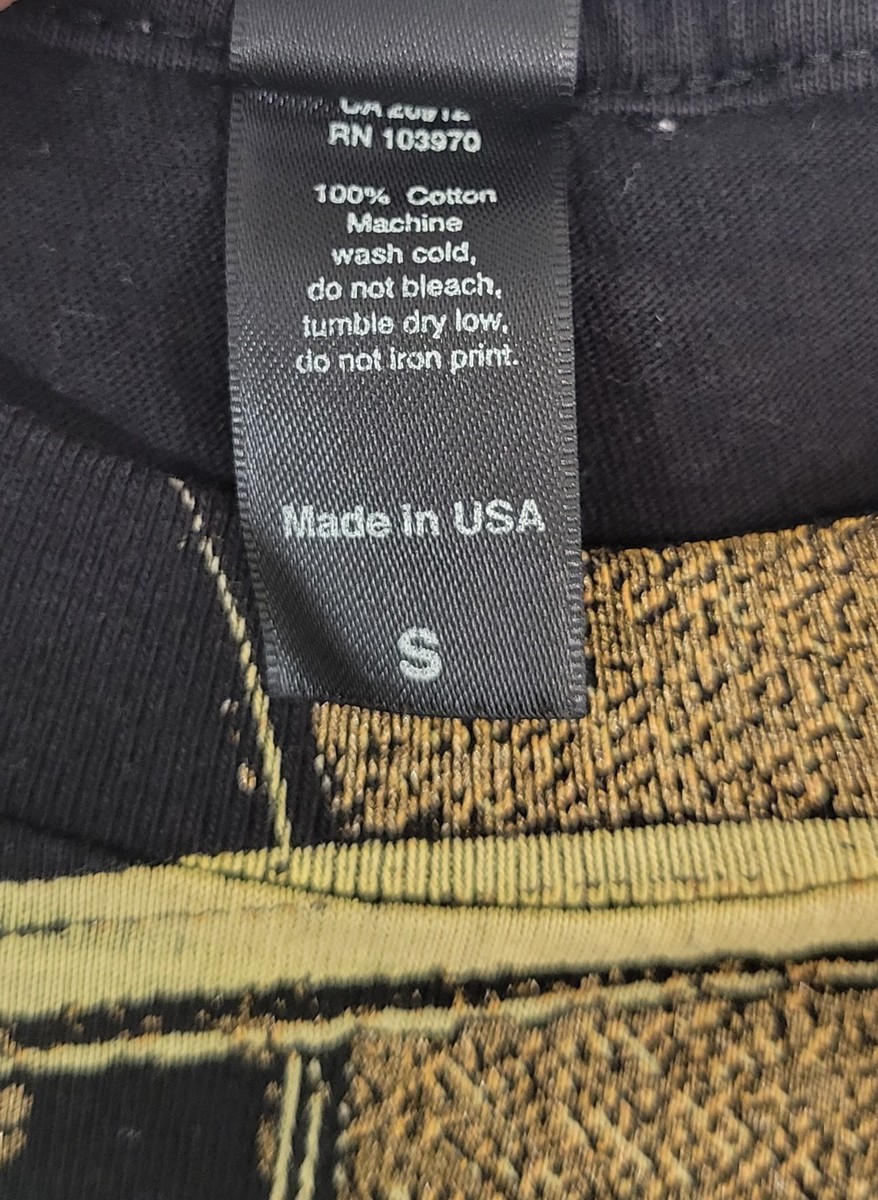 RN 103970
100% Cotton
Machine
wash cold,
do not bleach,
tumble dry low,
do not iron print.
Made in USA
S